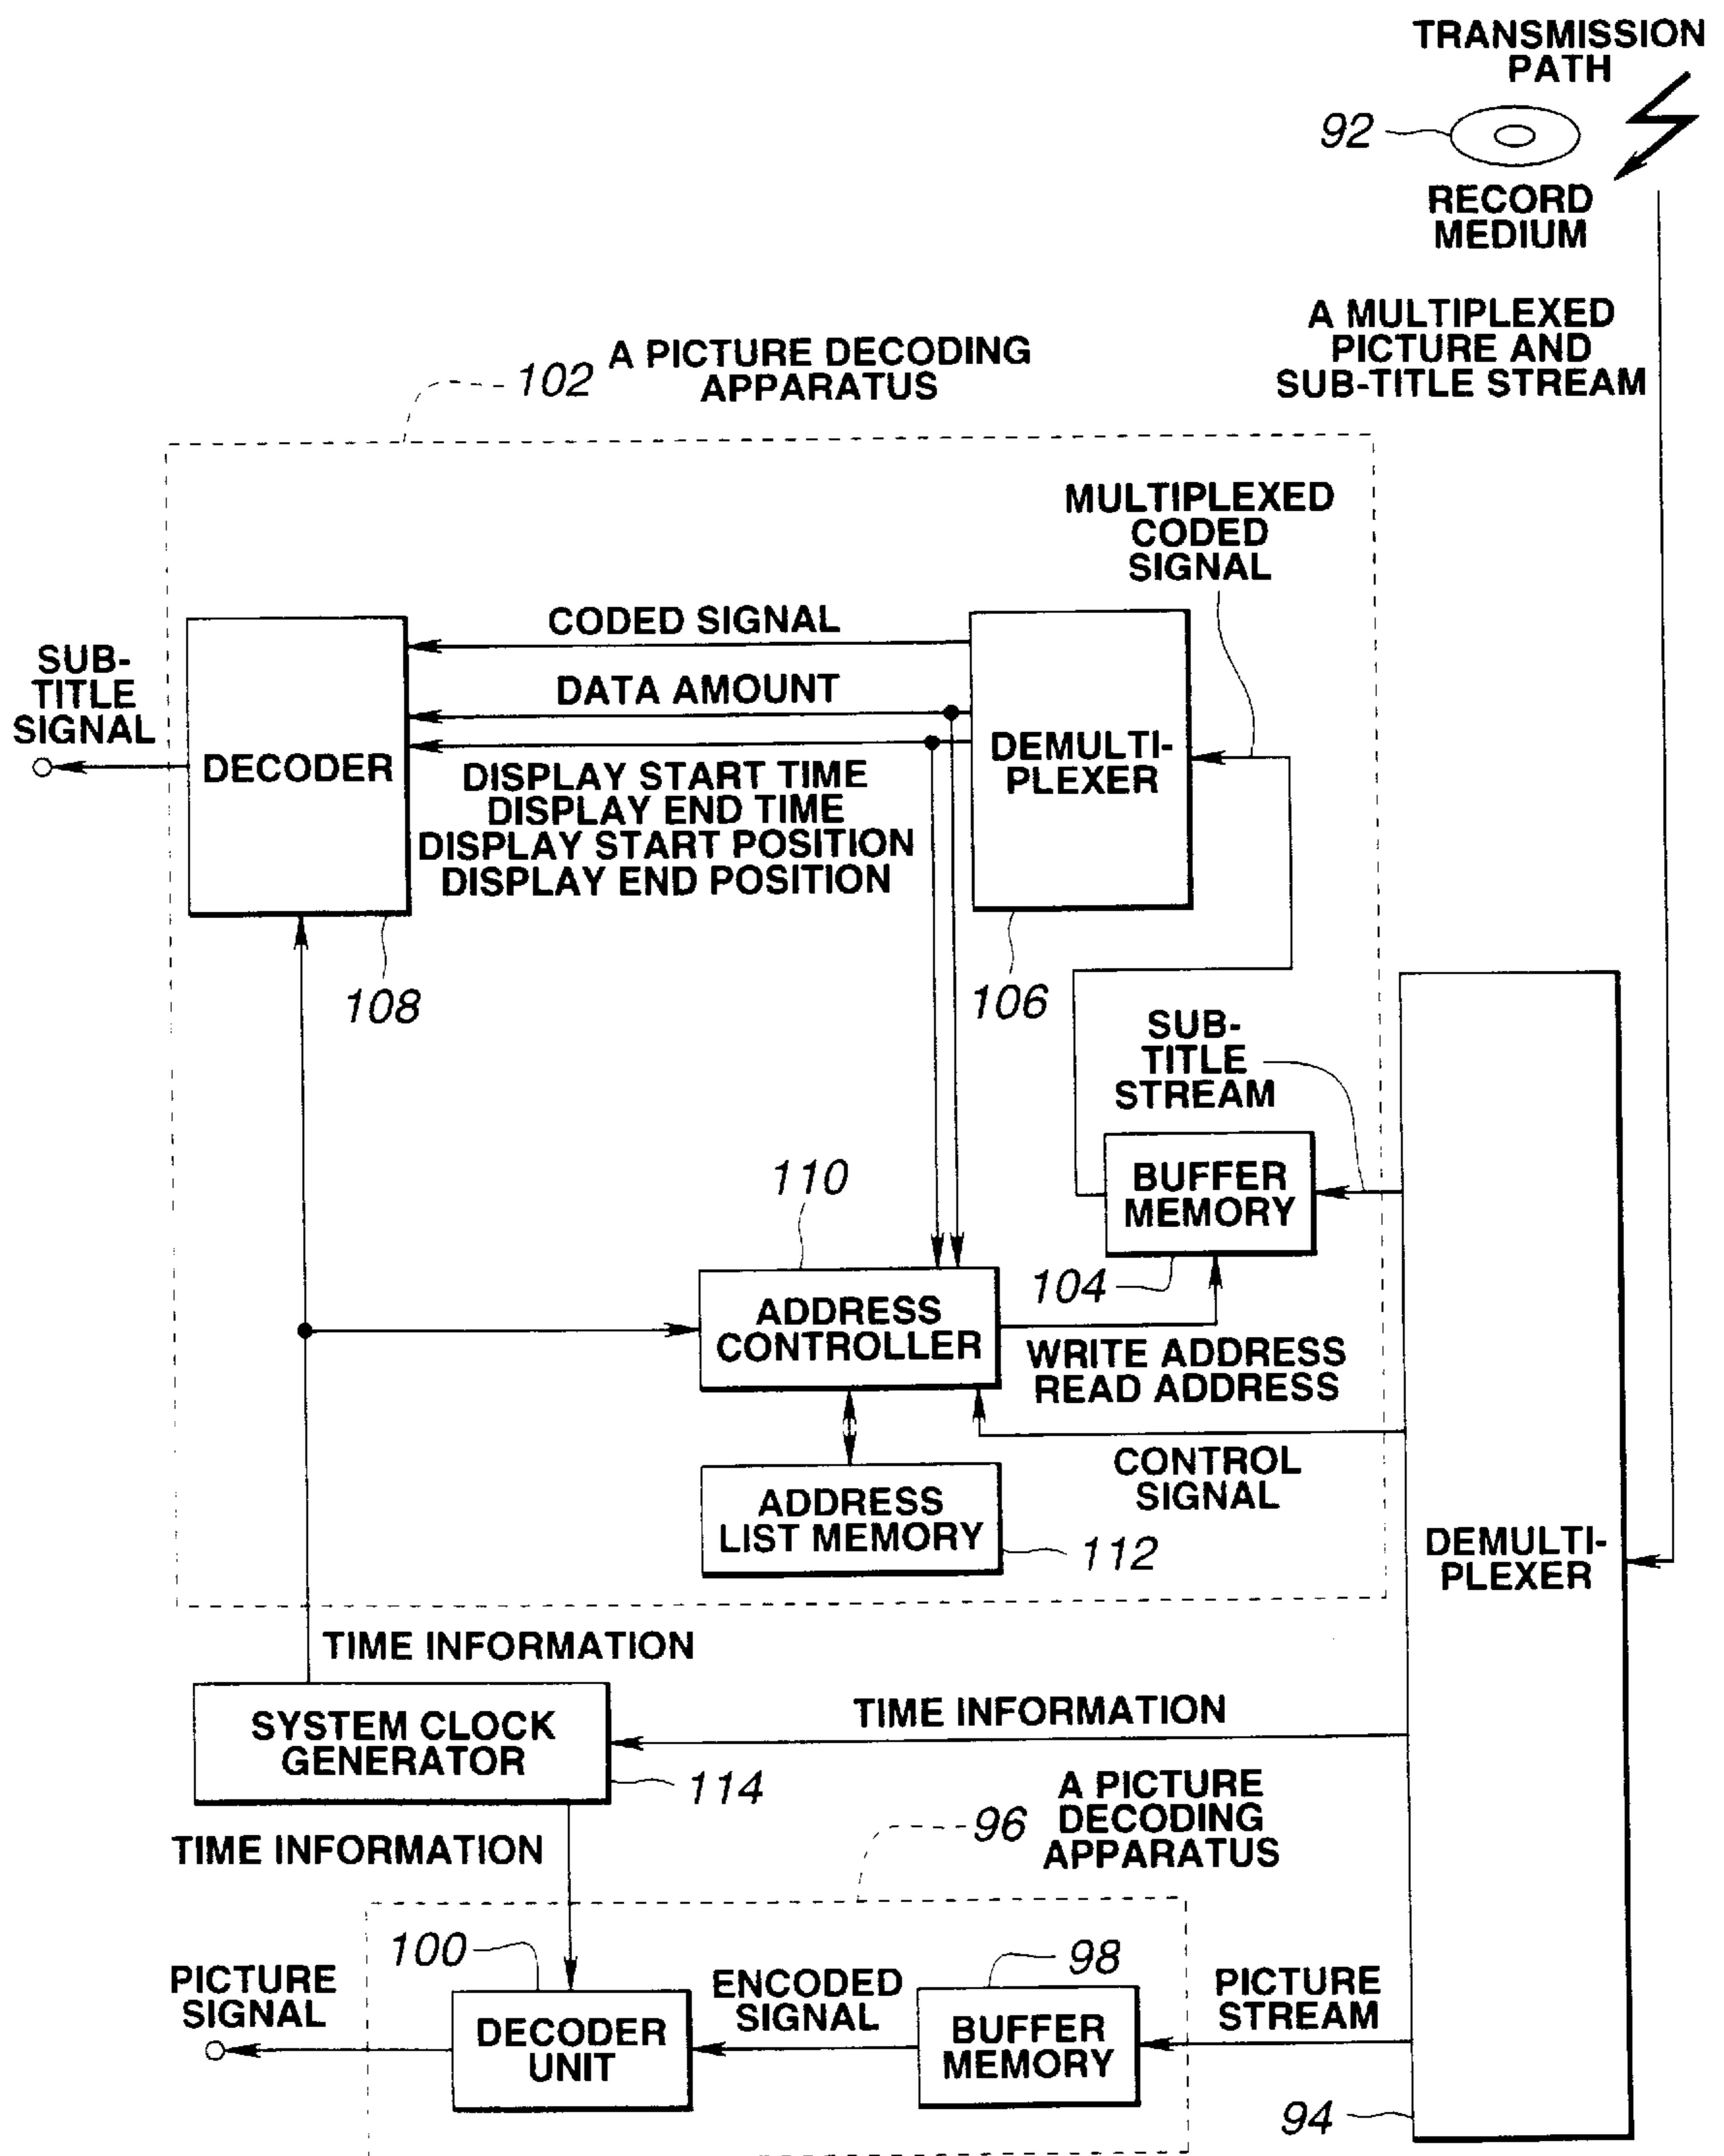 TRANSMISSION
PATH
92
RECORD
MEDIUM
A MULTIPLEXED
PICTURE AND
SUB-TITLE STREAM
102
A PICTURE DECODING
APPARATUS
MULTIPLEXED
CODED
SIGNAL
CODED SIGNAL
DATA AMOUNT
SUB-
TITLE
SIGNAL
DECODER
DEMULTI-
PLEXER
DISPLAY START TIME
DISPLAY END TIME
DISPLAY START POSITION
DISPLAY END POSITION
108
106
SUB-
TITLE
STREAM
110
BUFFER
MEMORY
104
ADDRESS
CONTROLLER
WRITE ADDRESS
READ ADDRESS
CONTROL
SIGNAL
ADDRESS
LIST MEMORY
112
DEMULTI-
PLEXER
TIME INFORMATION
SYSTEM CLOCK
GENERATOR
TIME INFORMATION
114
TIME INFORMATION
96
A PICTURE
DECODING
APPARATUS
100
98
PICTURE
SIGNAL
DECODER
UNIT
ENCODED
SIGNAL
BUFFER
MEMORY
PICTURE
STREAM
94